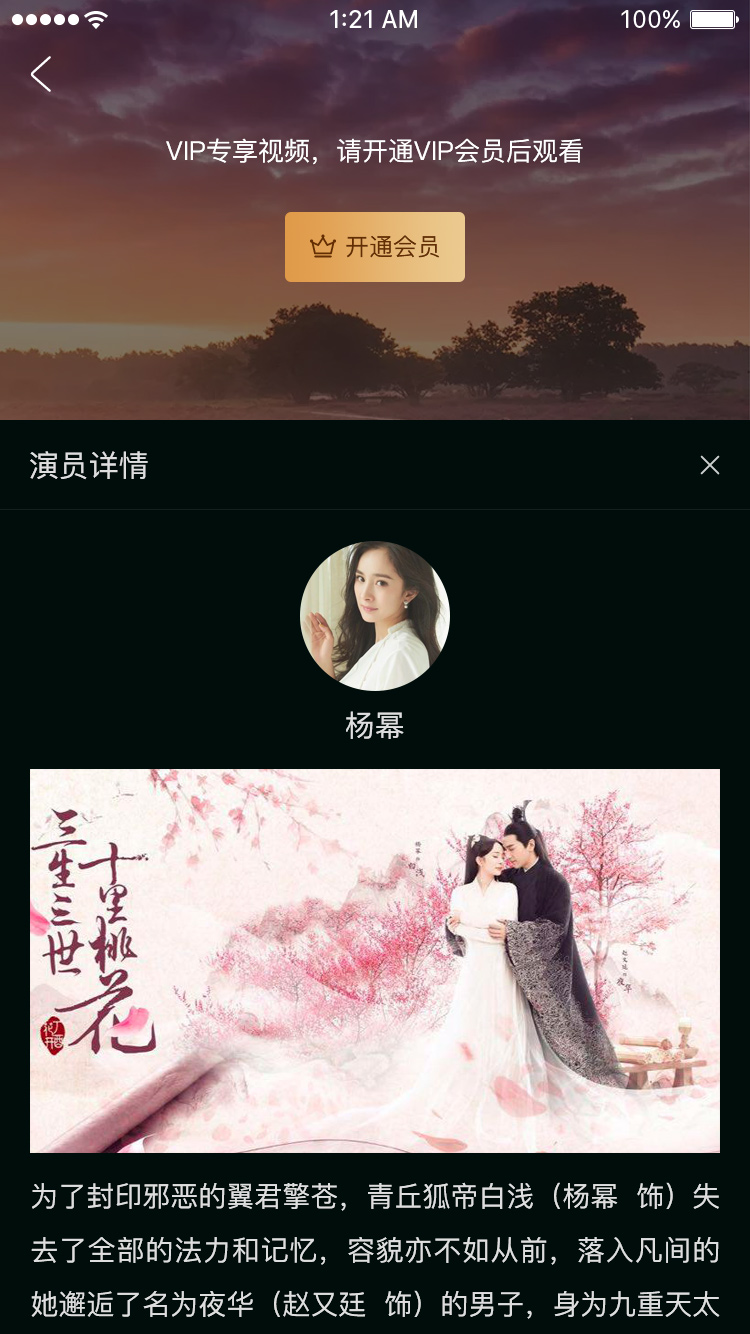 1:21 AM
100%
VIP专享视频，请开通VIP会员后观看
开通会员
演员详情
杨幂
三生三世
十里桃花
为了封印邪恶的翼君擎苍，青丘狐帝白浅（杨幂 饰）失
去了全部的法力和记忆，容貌亦不如从前，落入凡间的
她邂逅了名为夜华（赵又廷 饰）的男子，身为九重天太